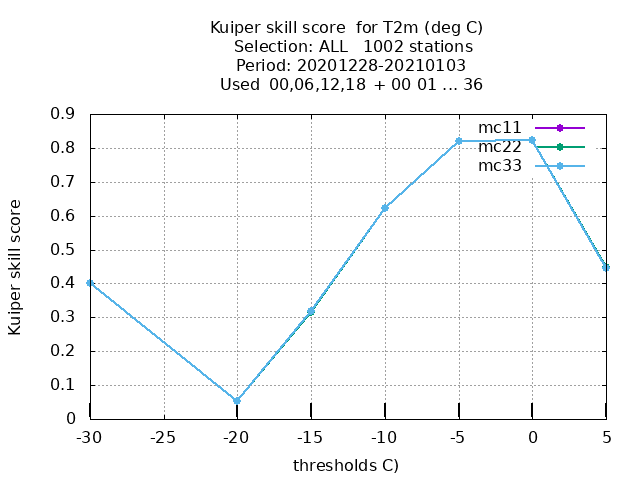 Kuiper skill score  for T2m (deg C)
Selection: ALL   1002 stations
Period: 20201228-20210103
Used  00,06,12,18  + 00 01 ... 36
Kuiper skill score
0.9
0.8
0.7
0.6
0.5
0.4
0.3
0.2
0.1
0
mc11
mc22
mc33
-30 -25 -20 -15 -10 -5 0 5
thresholds C)